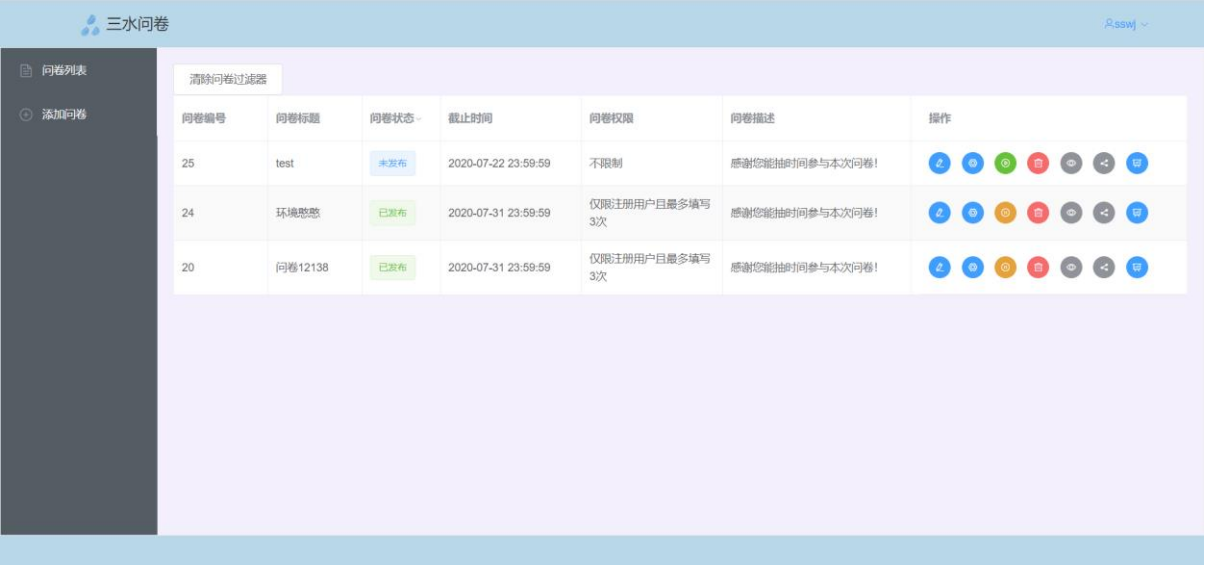 三水问卷
sswj
问卷列表
添加问卷
清除问卷过滤器
问卷编号 问卷标题 问卷状态 截止时间 问卷权限 问卷描述 操作
25 test 未发布 2020-07-22 23:59:59 不限制 感谢您能抽时间参与本次问卷!
24 环境憨憨 已发布 2020-07-31 23:59:59 仅限注册用户且最多填写
3次 感谢您能抽时间参与本次问卷!
20 问卷12138 已发布 2020-07-31 23:59:59 仅限注册用户且最多填写
3次 感谢您能抽时间参与本次问卷!